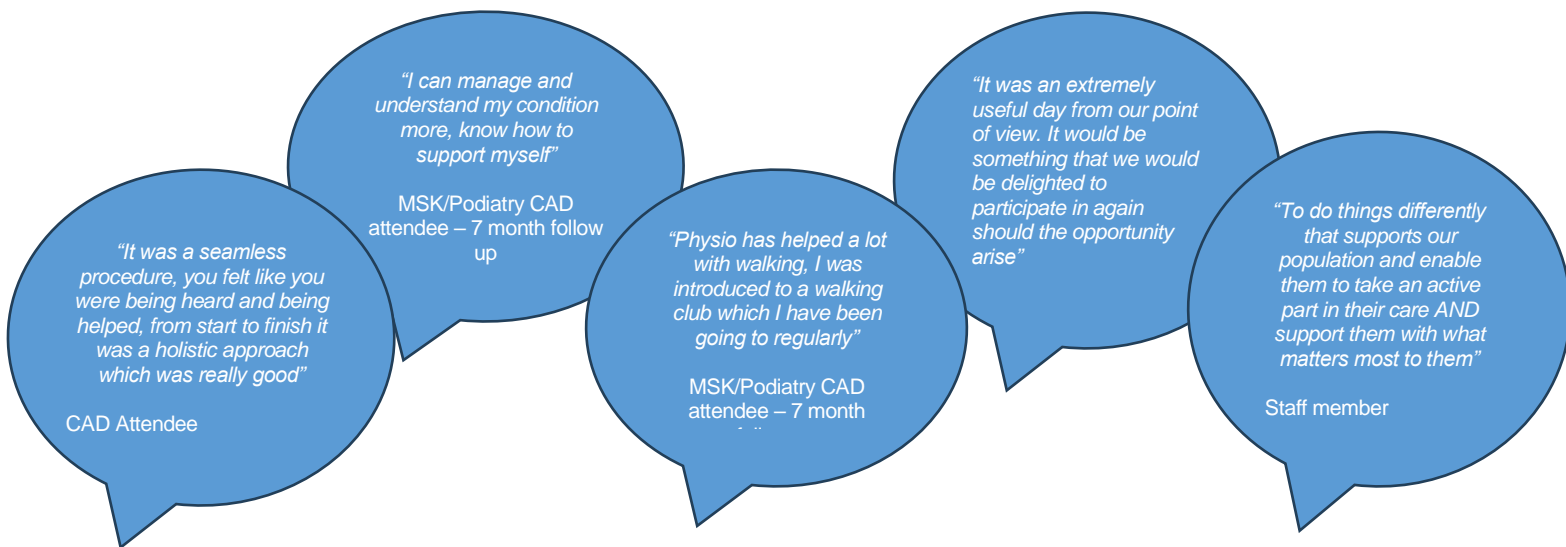 “It was a seamless
procedure, you felt like you
were being heard and being
helped, from start to finish it
was a holistic approach
which was really good”
CAD Attendee
“I can manage and
understand my condition
more, know how to
support myself”
MSK/Podiatry CAD
attendee – 7 month follow
up
“Physio has helped a lot
with walking, I was
introduced to a walking
club which I have been
going to regularly”
MSK/Podiatry CAD
attendee – 7 month
“It was an extremely
useful day from our point
of view. It would be
something that we would
be delighted to
participate in again
should the opportunity
arise”
“To do things differently
that supports our
population and enable
them to take an active
part in their care AND
support them with what
matters most to them”
Staff member